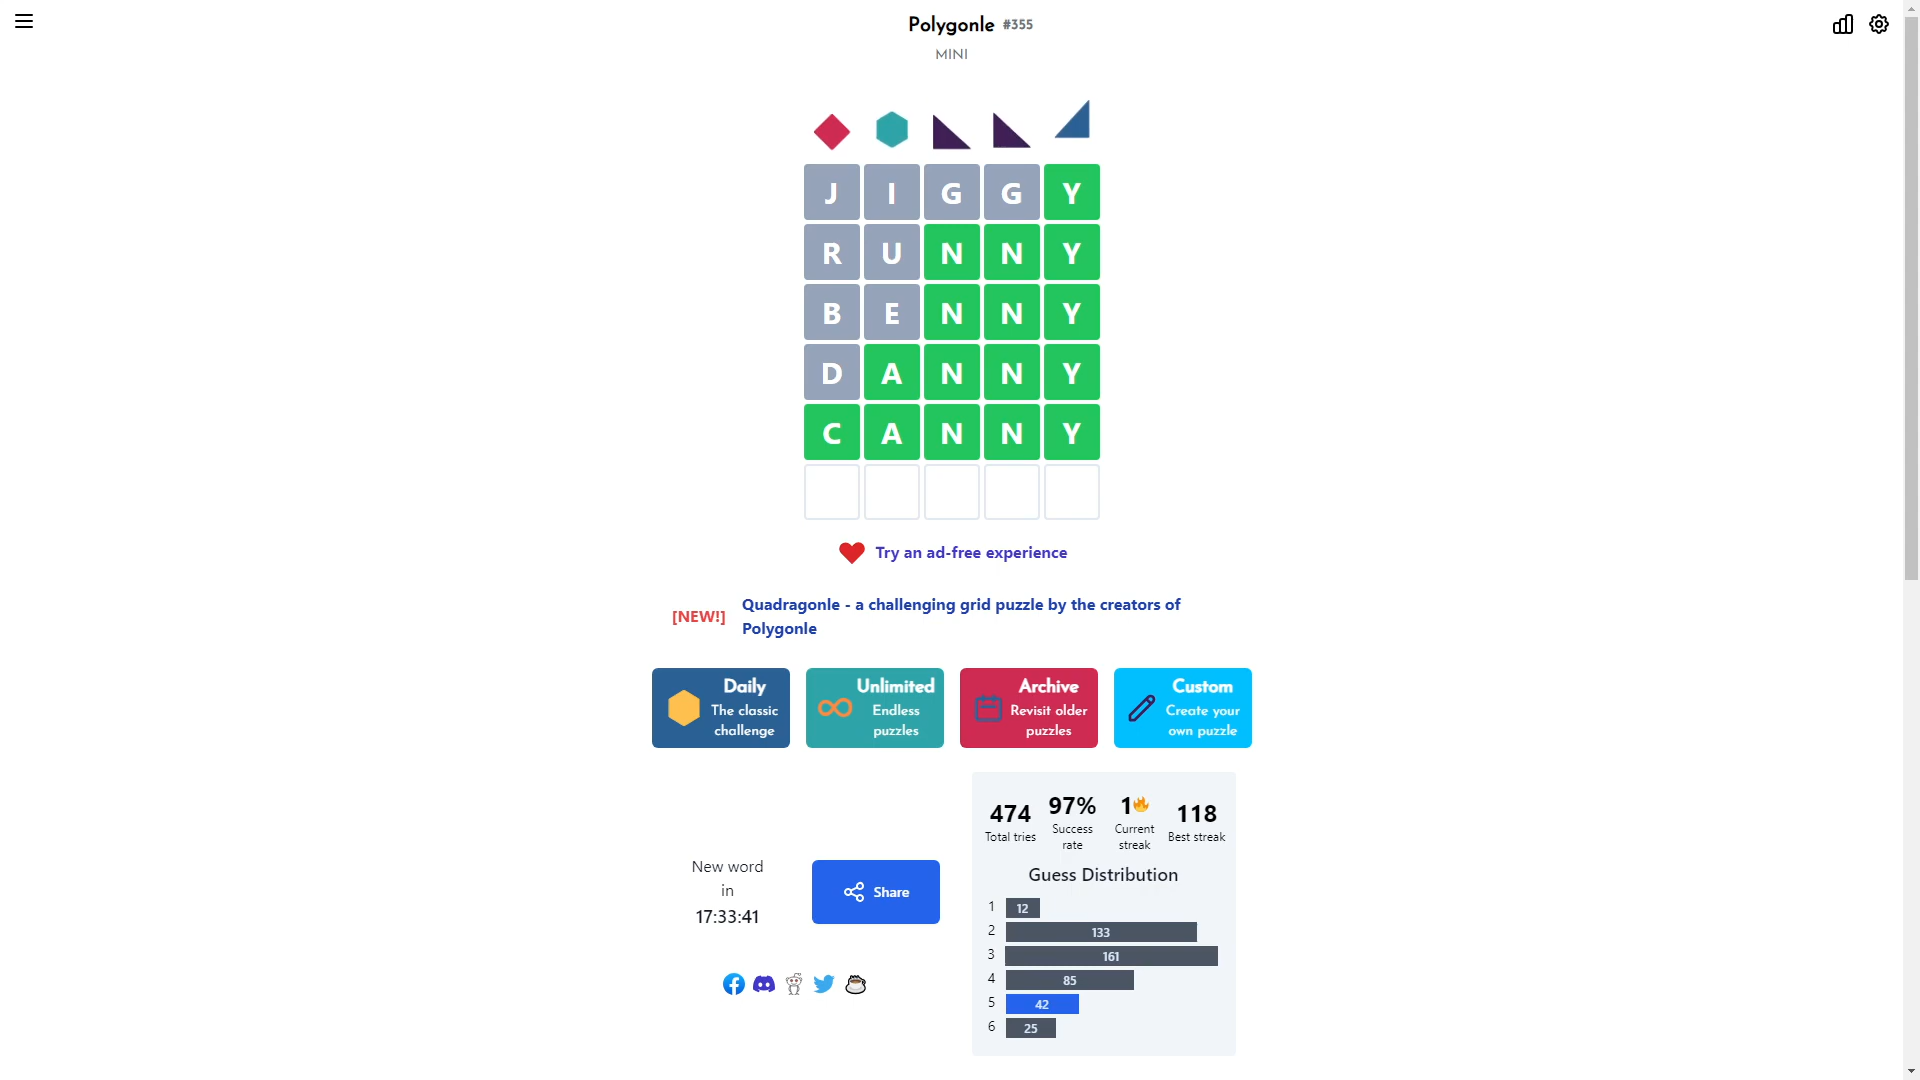 Polygonle #355
MINI
J I G G Y
R U N N Y
B E N N Y
D A N N Y
C A N N Y
Try an ad-free experience
[NEW!]
Quadragonle - a challenging grid puzzle by the creators of
Polygonle
Daily
The classic
challenge
Unlimited
Endless
puzzles
Archive
Revisit older
puzzles
Custom
Create your
own puzzle
New word
in
17:33:41
Share
474
Total tries
97%
Success
rate
1🔥
Current
streak
118
Best streak
Guess Distribution
1 12
2 133
3 161
4 85
5 42
6 25